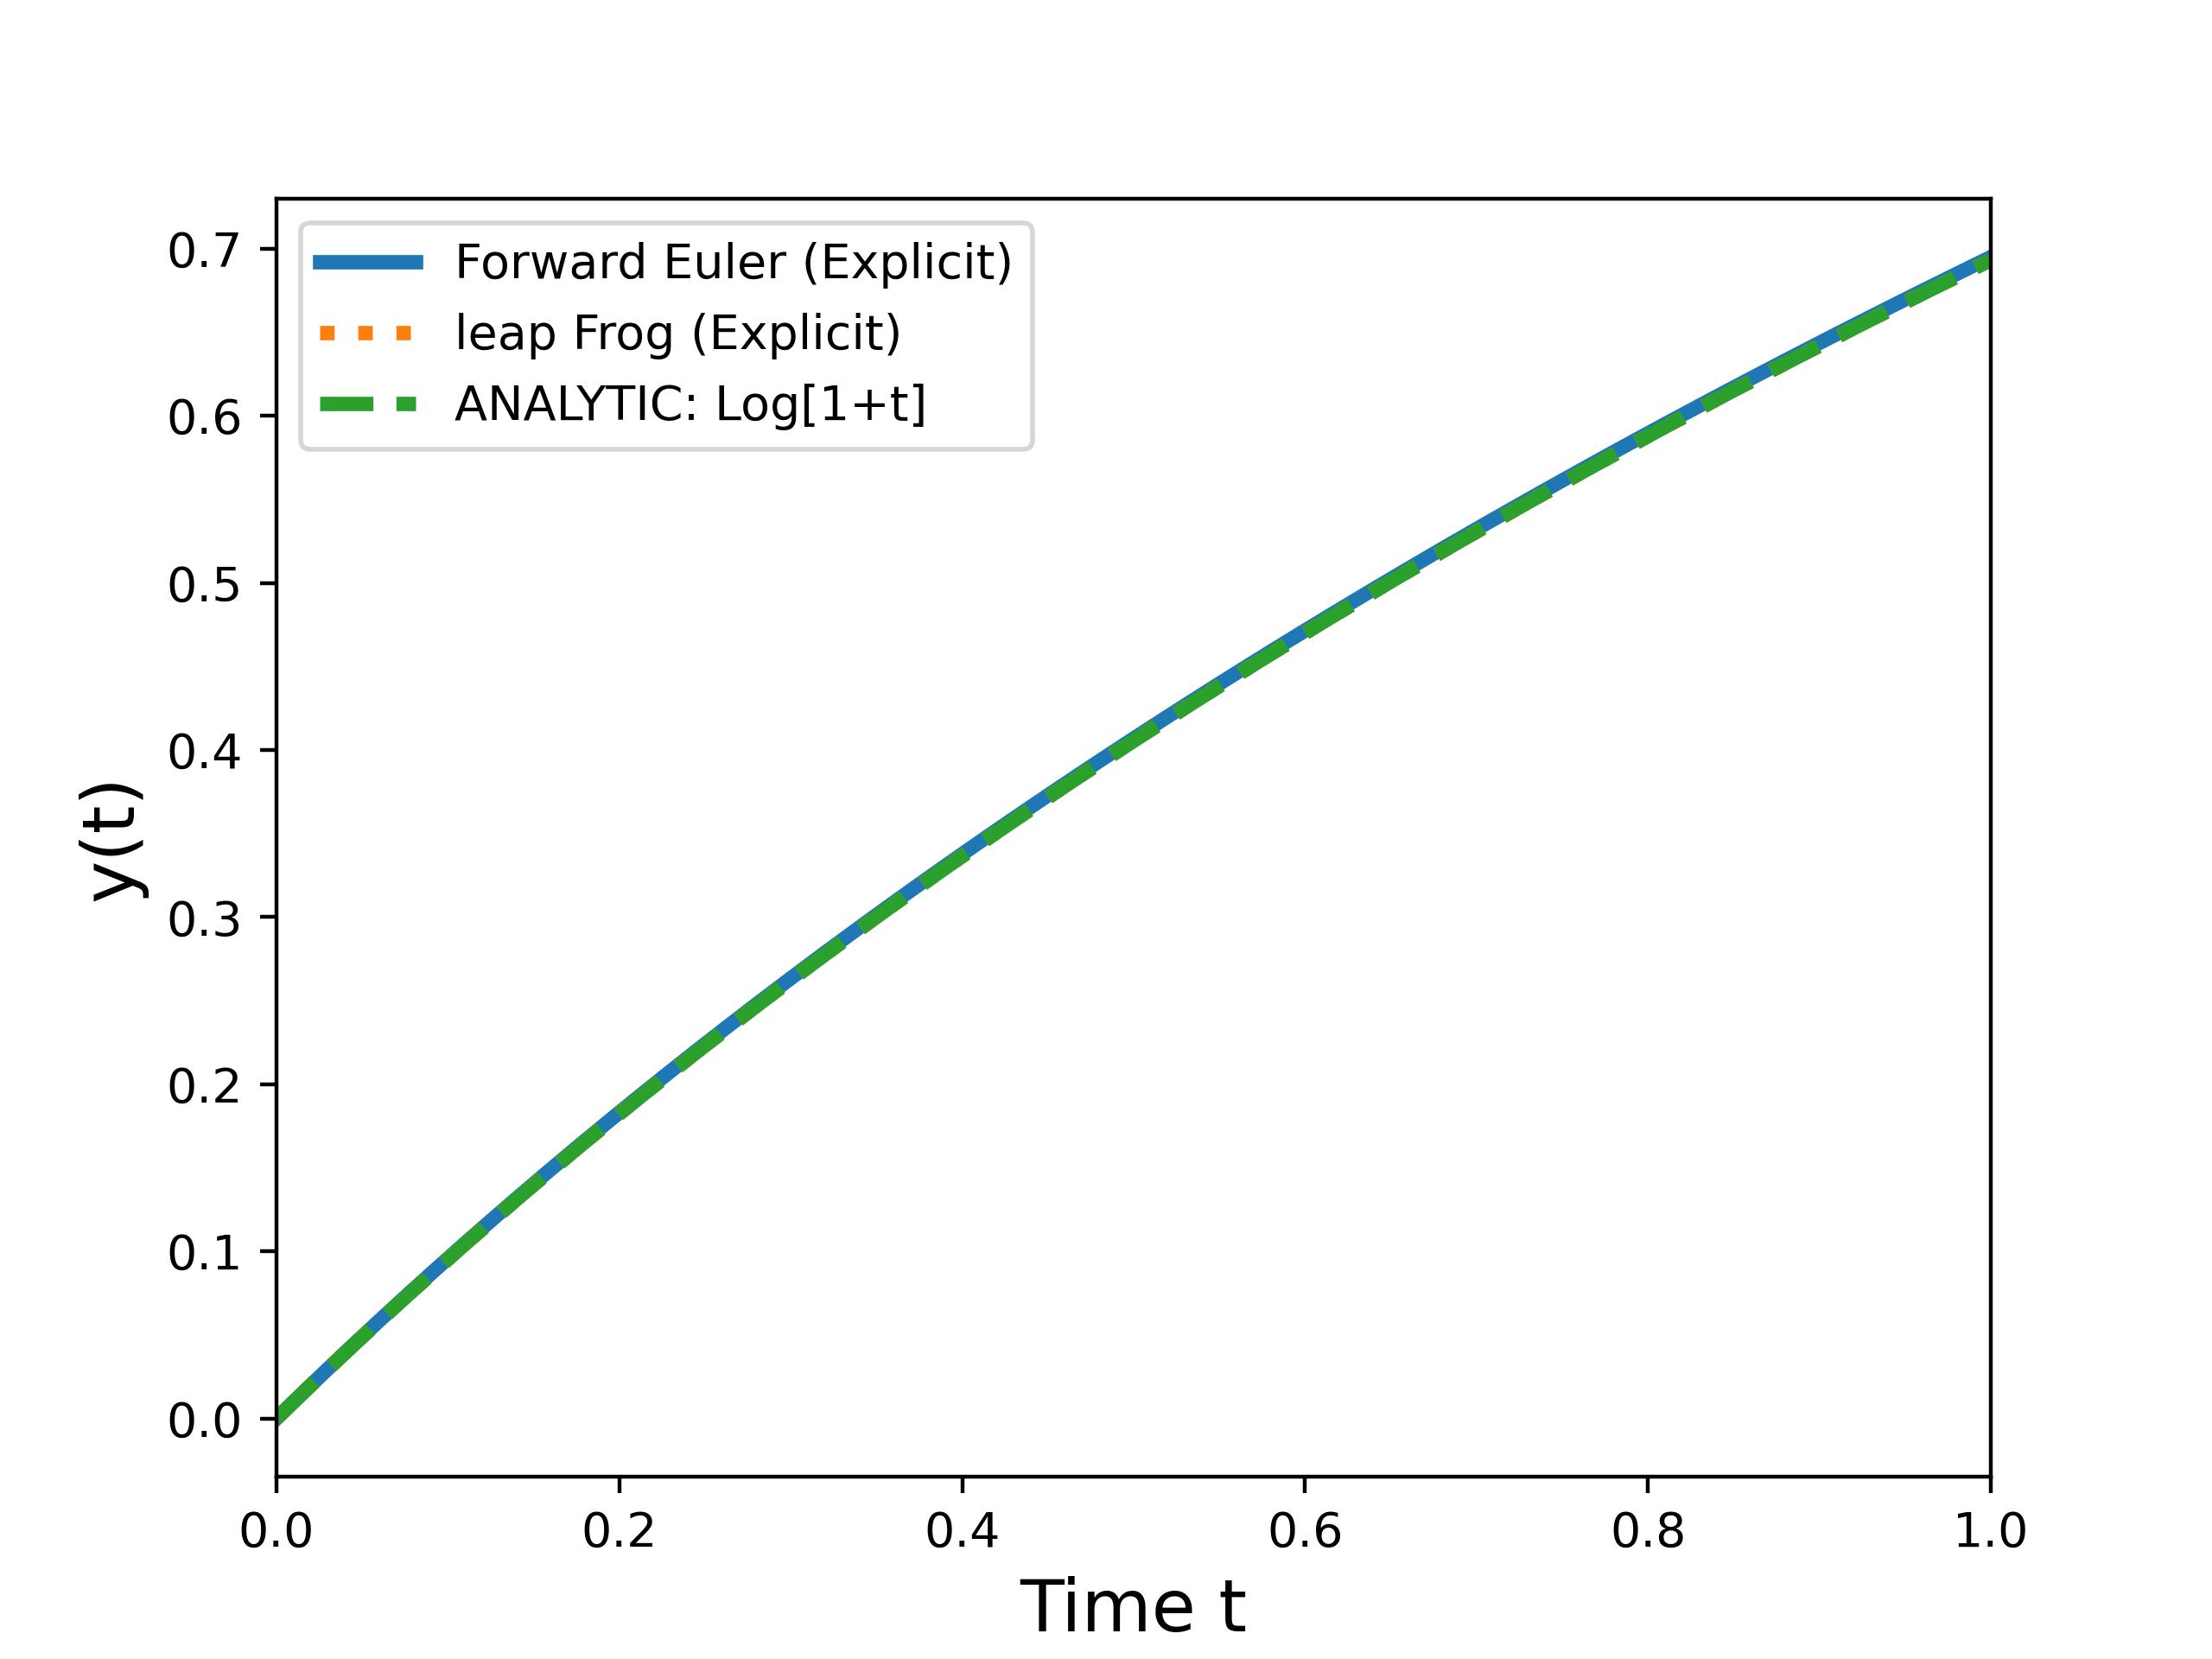 Forward Euler (Explicit)
leap Frog (Explicit)
ANALYTIC: Log[1+t]
0.7
0.6
0.5
0.4
0.3
0.2
0.1
0.0
y(t)
0.0 0.2 0.4 0.6 0.8 1.0
Time t